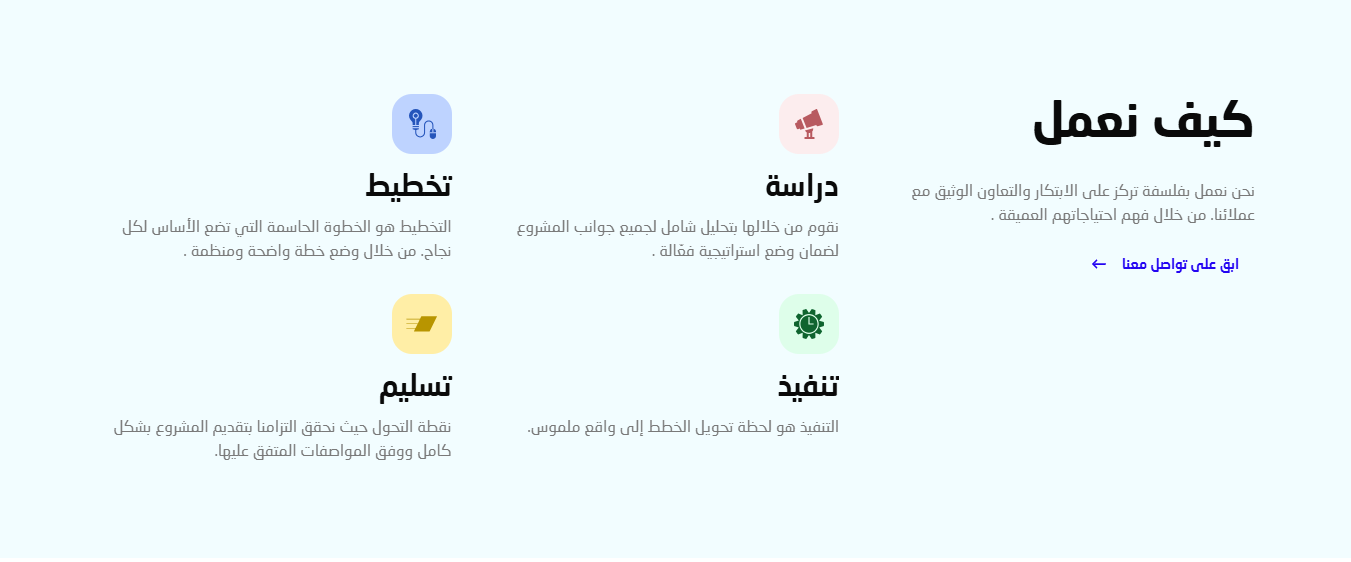 كيف نعمل
نحن نعمل بفلسفة تركز على الابتكار والتعاون الوثيق مع
عملائنا. من خلال فهم احتياجاتهم العميقة .
ابق على تواصل معنا ←
دراسة
نقوم من خلالها بتحليل شامل لجميع جوانب المشروع
لضمان وضع استراتيجية فعّالة .
تخطيط
التخطيط هو الخطوة الحاسمة التي تضع الأساس لكل
نجاح. من خلال وضع خطة واضحة ومنظمة .
تنفيذ
التنفيذ هو لحظة تحويل الخطط إلى واقع ملموس.
تسليم
نقطة التحول حيث نحقق التزامنا بتقديم المشروع بشكل
كامل ووفق المواصفات المتفق عليها.